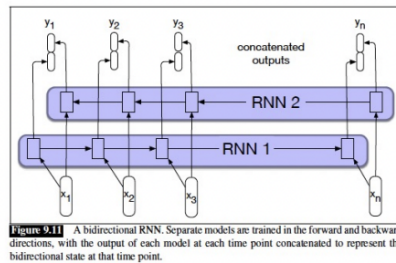 y1 y2 y3 yn
concatenated
outputs
RNN 2
RNN 1
x1 x2 x3 xn
Figure 9.11 A bidirectional RNN. Separate models are trained in the forward and backwar
directions, with the output of each model at each time point concatenated to represent th
bidirectional state at that time point.